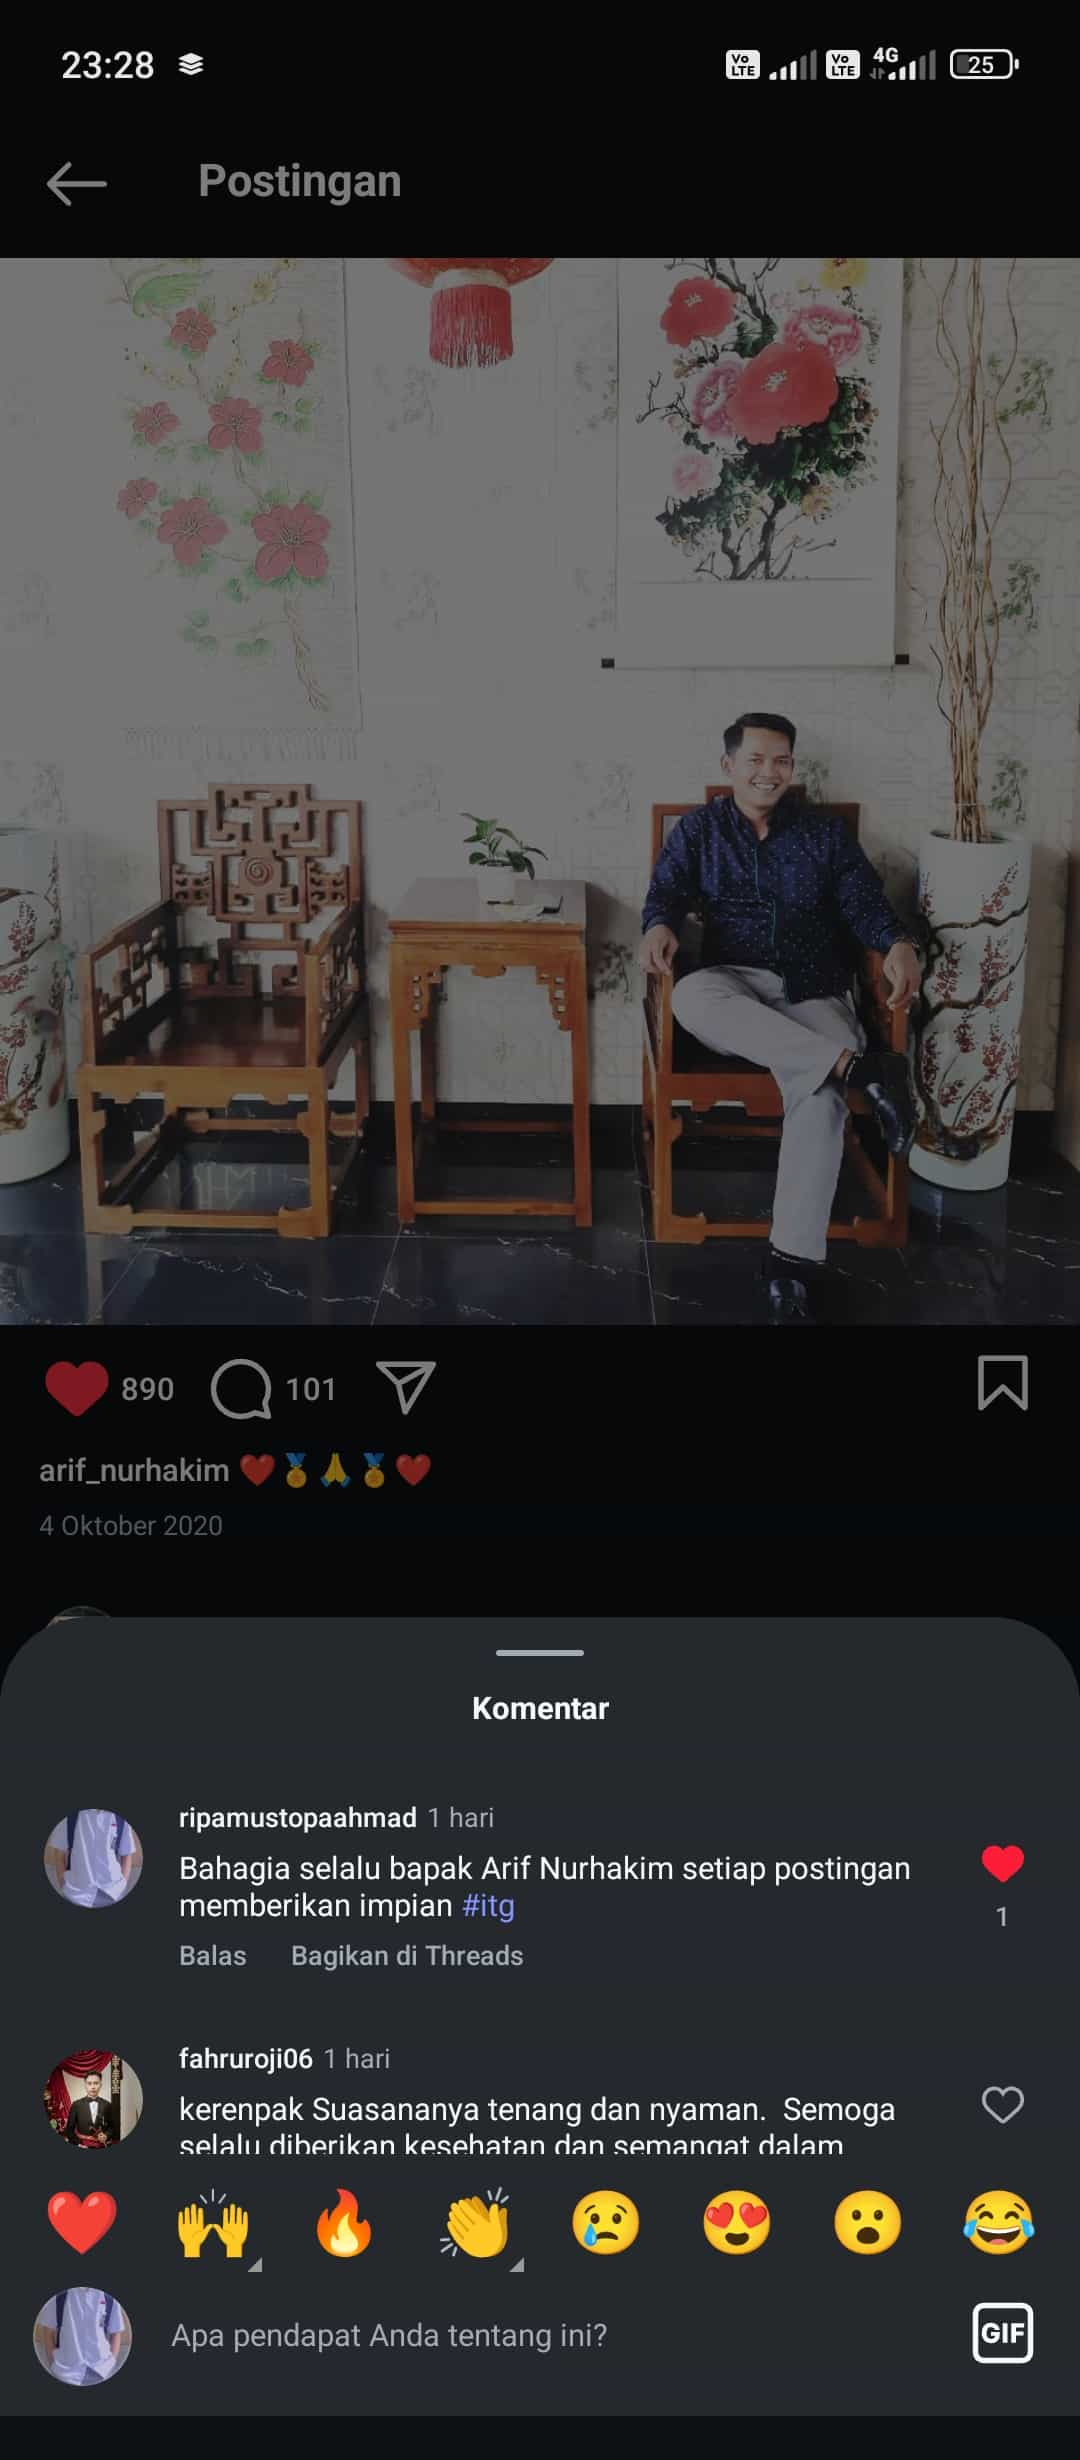 23:28
Vo LTE Vo LTE 4G 25
Postingan
890 101
arif_nurhakim ❤️🏅🙏🏅❤️
4 Oktober 2020
Komentar
ripamustopaahmad 1 hari
Bahagia selalu bapak Arif Nurhakim setiap postingan
memberikan impian #itg
1
Balas Bagikan di Threads
fahruroji06 1 hari
kerenpak Suasananya tenang dan nyaman.  Semoga
selalu diberikan kesehatan dan semangat dalam
Apa pendapat Anda tentang ini?
GIF